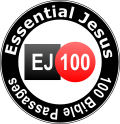 Essential Jesus
EJ 100
100 Bible Passages